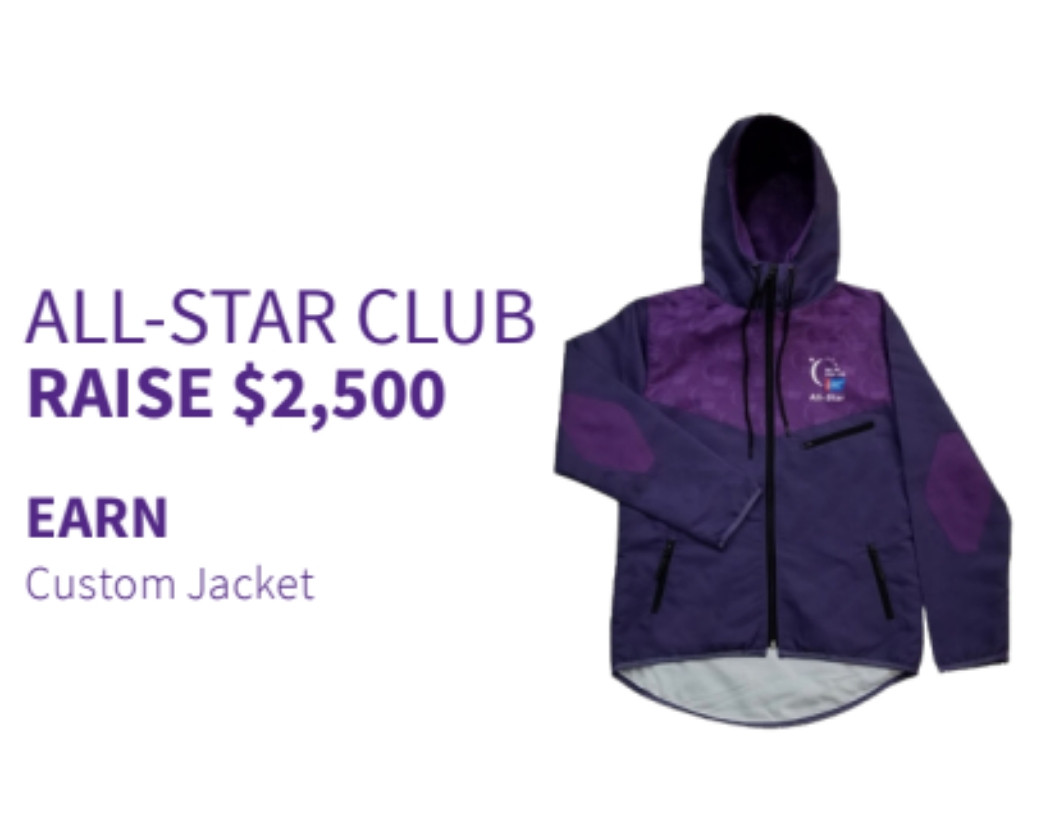 ALL-STAR CLUB
RAISE $2,500
EARN
Custom Jacket
All-Star